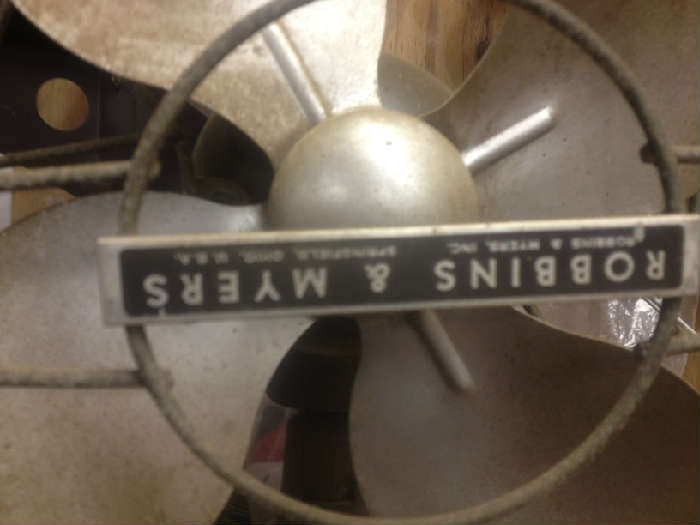 ROBBINS & MYERS
ROBBINS & MYERS, INC. SPRINGFIELD, OHIO, U.S.A.